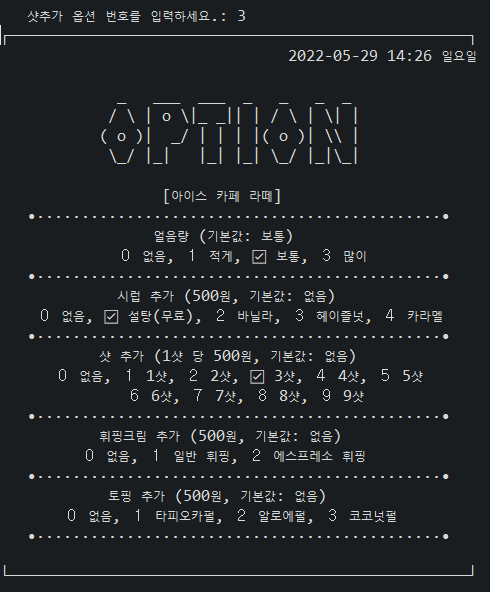 샷추가 옵션 번호를 입력하세요.: 3
2022-05-29 14:26 일요일
OPTION
[아이스 카페 라떼]
얼음량 (기본값: 보통)
0 없음, 1 적게, ☑ 보통, 3 많이
시럽 추가 (500원, 기본값: 없음)
0 없음, ☑ 설탕(무료), 2 바닐라, 3 헤이즐넛, 4 카라멜
샷 추가 (1샷 당 500원, 기본값: 없음)
0 없음, 1 1샷, 2 2샷, ☑ 3샷, 4 4샷, 5 5샷
6 6샷, 7 7샷, 8 8샷, 9 9샷
휘핑크림 추가 (500원, 기본값: 없음)
0 없음, 1 일반 휘핑, 2 에스프레소 휘핑
토핑 추가 (500원, 기본값: 없음)
0 없음, 1 타피오카펄, 2 알로에펄, 3 코코넛펄